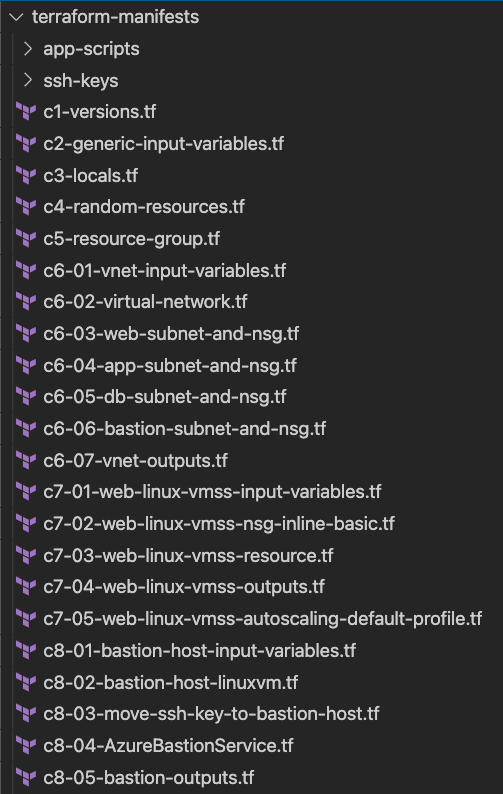 terraform-manifests
app-scripts
ssh-keys
c1-versions.tf
c2-generic-input-variables.tf
c3-locals.tf
c4-random-resources.tf
c5-resource-group.tf
c6-01-vnet-input-variables.tf
c6-02-virtual-network.tf
c6-03-web-subnet-and-nsg.tf
c6-04-app-subnet-and-nsg.tf
c6-05-db-subnet-and-nsg.tf
c6-06-bastion-subnet-and-nsg.tf
c6-07-vnet-outputs.tf
c7-01-web-linux-vmss-input-variables.tf
c7-02-web-linux-vmss-nsg-inline-basic.tf
c7-03-web-linux-vmss-resource.tf
c7-04-web-linux-vmss-outputs.tf
c7-05-web-linux-vmss-autoscaling-default-profile.tf
c8-01-bastion-host-input-variables.tf
c8-02-bastion-host-linuxvm.tf
c8-03-move-ssh-key-to-bastion-host.tf
c8-04-AzureBastionService.tf
c8-05-bastion-outputs.tf